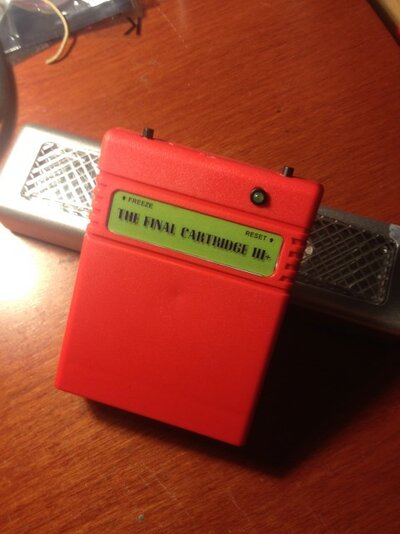 FREEZE
RESET
THE FINAL CARTRIDGE III+